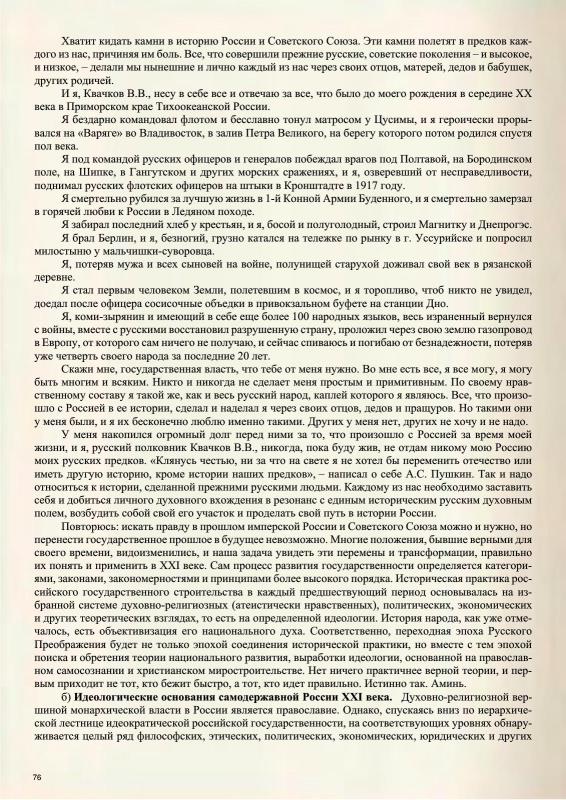 Хватит кидать камни в историю России и Советского Союза. Эти камни полетят в предков каж-
дого из нас, причиняя им боль. Все, что совершили прежние русские, советские поколения – и высокое,
и низкое, – делали мы нынешние и лично каждый из нас через своих отцов, матерей, дедов и бабушек,
других родичей.
И я, Квачков В.В., несу в себе все и отвечаю за все, что было до моего рождения в середине XX
века в Приморском крае Тихоокеанской России.
Я бездарно командовал флотом и бесславно тонул матросом у Цусимы, и я героически проры-
вался на «Варяге» во Владивосток, в залив Петра Великого, на берегу которого потом родился спустя
пол века.
Я под командой русских офицеров и генералов побеждал врагов под Полтавой, на Бородинском
поле, на Шипке, в Гангутском и других морских сражениях, и я, озверевший от несправедливости,
поднимал русских флотских офицеров на штыки в Кронштадте в 1917 году.
Я смертельно рубился за лучшую жизнь в 1-й Конной Армии Буденного, и я смертельно замерзал
в горячей любви к России в Ледяном походе.
Я забирал последний хлеб у крестьян, и я, босой и полуголодный, строил Магнитку и Днепрогэс.
Я брал Берлин, и я, безногий, грузно катался на тележке по рынку в г. Уссурийске и попросил
милостыню у мальчишки-суворовца.
Я, потеряв мужа и всех сыновей на войне, полунищей старухой доживал свой век в рязанской
деревне.
Я стал первым человеком Земли, полетевшим в космос, и я торопливо, чтоб никто не увидел,
доедал после офицера сосисочные объедки в привокзальном буфете на станции Дно.
Я, коми-зырянин и имеющий в себе еще более 100 народных языков, весь израненный вернулся
с войны, вместе с русскими восстановил разрушенную страну, проложил через свою землю газопровод
в Европу, от которого сам ничего не получаю, и сейчас спиваюсь и погибаю от безнадежности, потеряв
уже четверть своего народа за последние 20 лет.
Скажи мне, государственная власть, что тебе от меня нужно. Во мне есть все, я все могу, я могу
быть многим и всяким. Никто и никогда не сделает меня простым и примитивным. По своему нрав-
ственному составу я такой же, как и весь русский народ, каплей которого я являюсь. Все, что произо-
шло с Россией в ее истории, сделал и наделал я через своих отцов, дедов и пращуров. Но такими они
у меня были, и я их бесконечно люблю именно такими. Других у меня нет, других не хочу и не надо.
У меня накопился огромный долг перед ними за то, что произошло с Россией за время моей
жизни, и я, русский полковник Квачков В.В., никогда, пока буду жив, не отдам никому мою Россию
моих русских предков. «Клянусь честью, ни за что на свете я не хотел бы переменить отечество или
иметь другую историю, кроме истории наших предков», – написал о себе А.С. Пушкин. Так и надо
относиться к истории, сделанной прежними русскими людьми. Каждому из нас необходимо заставить
себя и добиться личного духовного вхождения в резонанс с единым историческим русским духовным
полем, возбудить собой свой его участок и проделать свой путь в истории России.
Повторюсь: искать правду в прошлом имперской России и Советского Союза можно и нужно, но
перенести государственное прошлое в будущее невозможно. Многие положения, бывшие верными для
своего времени, видоизменились, и наша задача увидеть эти перемены и трансформации, правильно
их понять и применить в XXI веке. Сам процесс развития государственности определяется категори-
ями, законами, закономерностями и принципами более высокого порядка. Историческая практика рос-
сийского государственного строительства в каждый предшествующий период основывалась на из-
бранной системе духовно-религиозных (атеистически нравственных), политических, экономических
и других теоретических взглядах, то есть на определенной идеологии. История народа, как уже отме-
чалось, есть объективизация его национального духа. Соответственно, переходная эпоха Русского
Преображения будет не только эпохой соединения исторической практики, но вместе с тем эпохой
поиска и обретения теории национального развития, выработки идеологии, основанной на православ-
ном самосознании и христианском миростроительстве. Нет ничего практичнее верной теории, и пер-
вым приходит не тот, кто бежит быстро, а тот, кто идет правильно. Истинно так. Аминь.
б) Идеологические основания самодержавной России XXI века. Духовно-религиозной вер-
шиной монархической власти в России является православие. Однако, спускаясь вниз по иерархиче-
ской лестнице идеократической российской государственности, на соответствующих уровнях обнару-
живается целый ряд философских, этических, политических, экономических, юридических и других
76